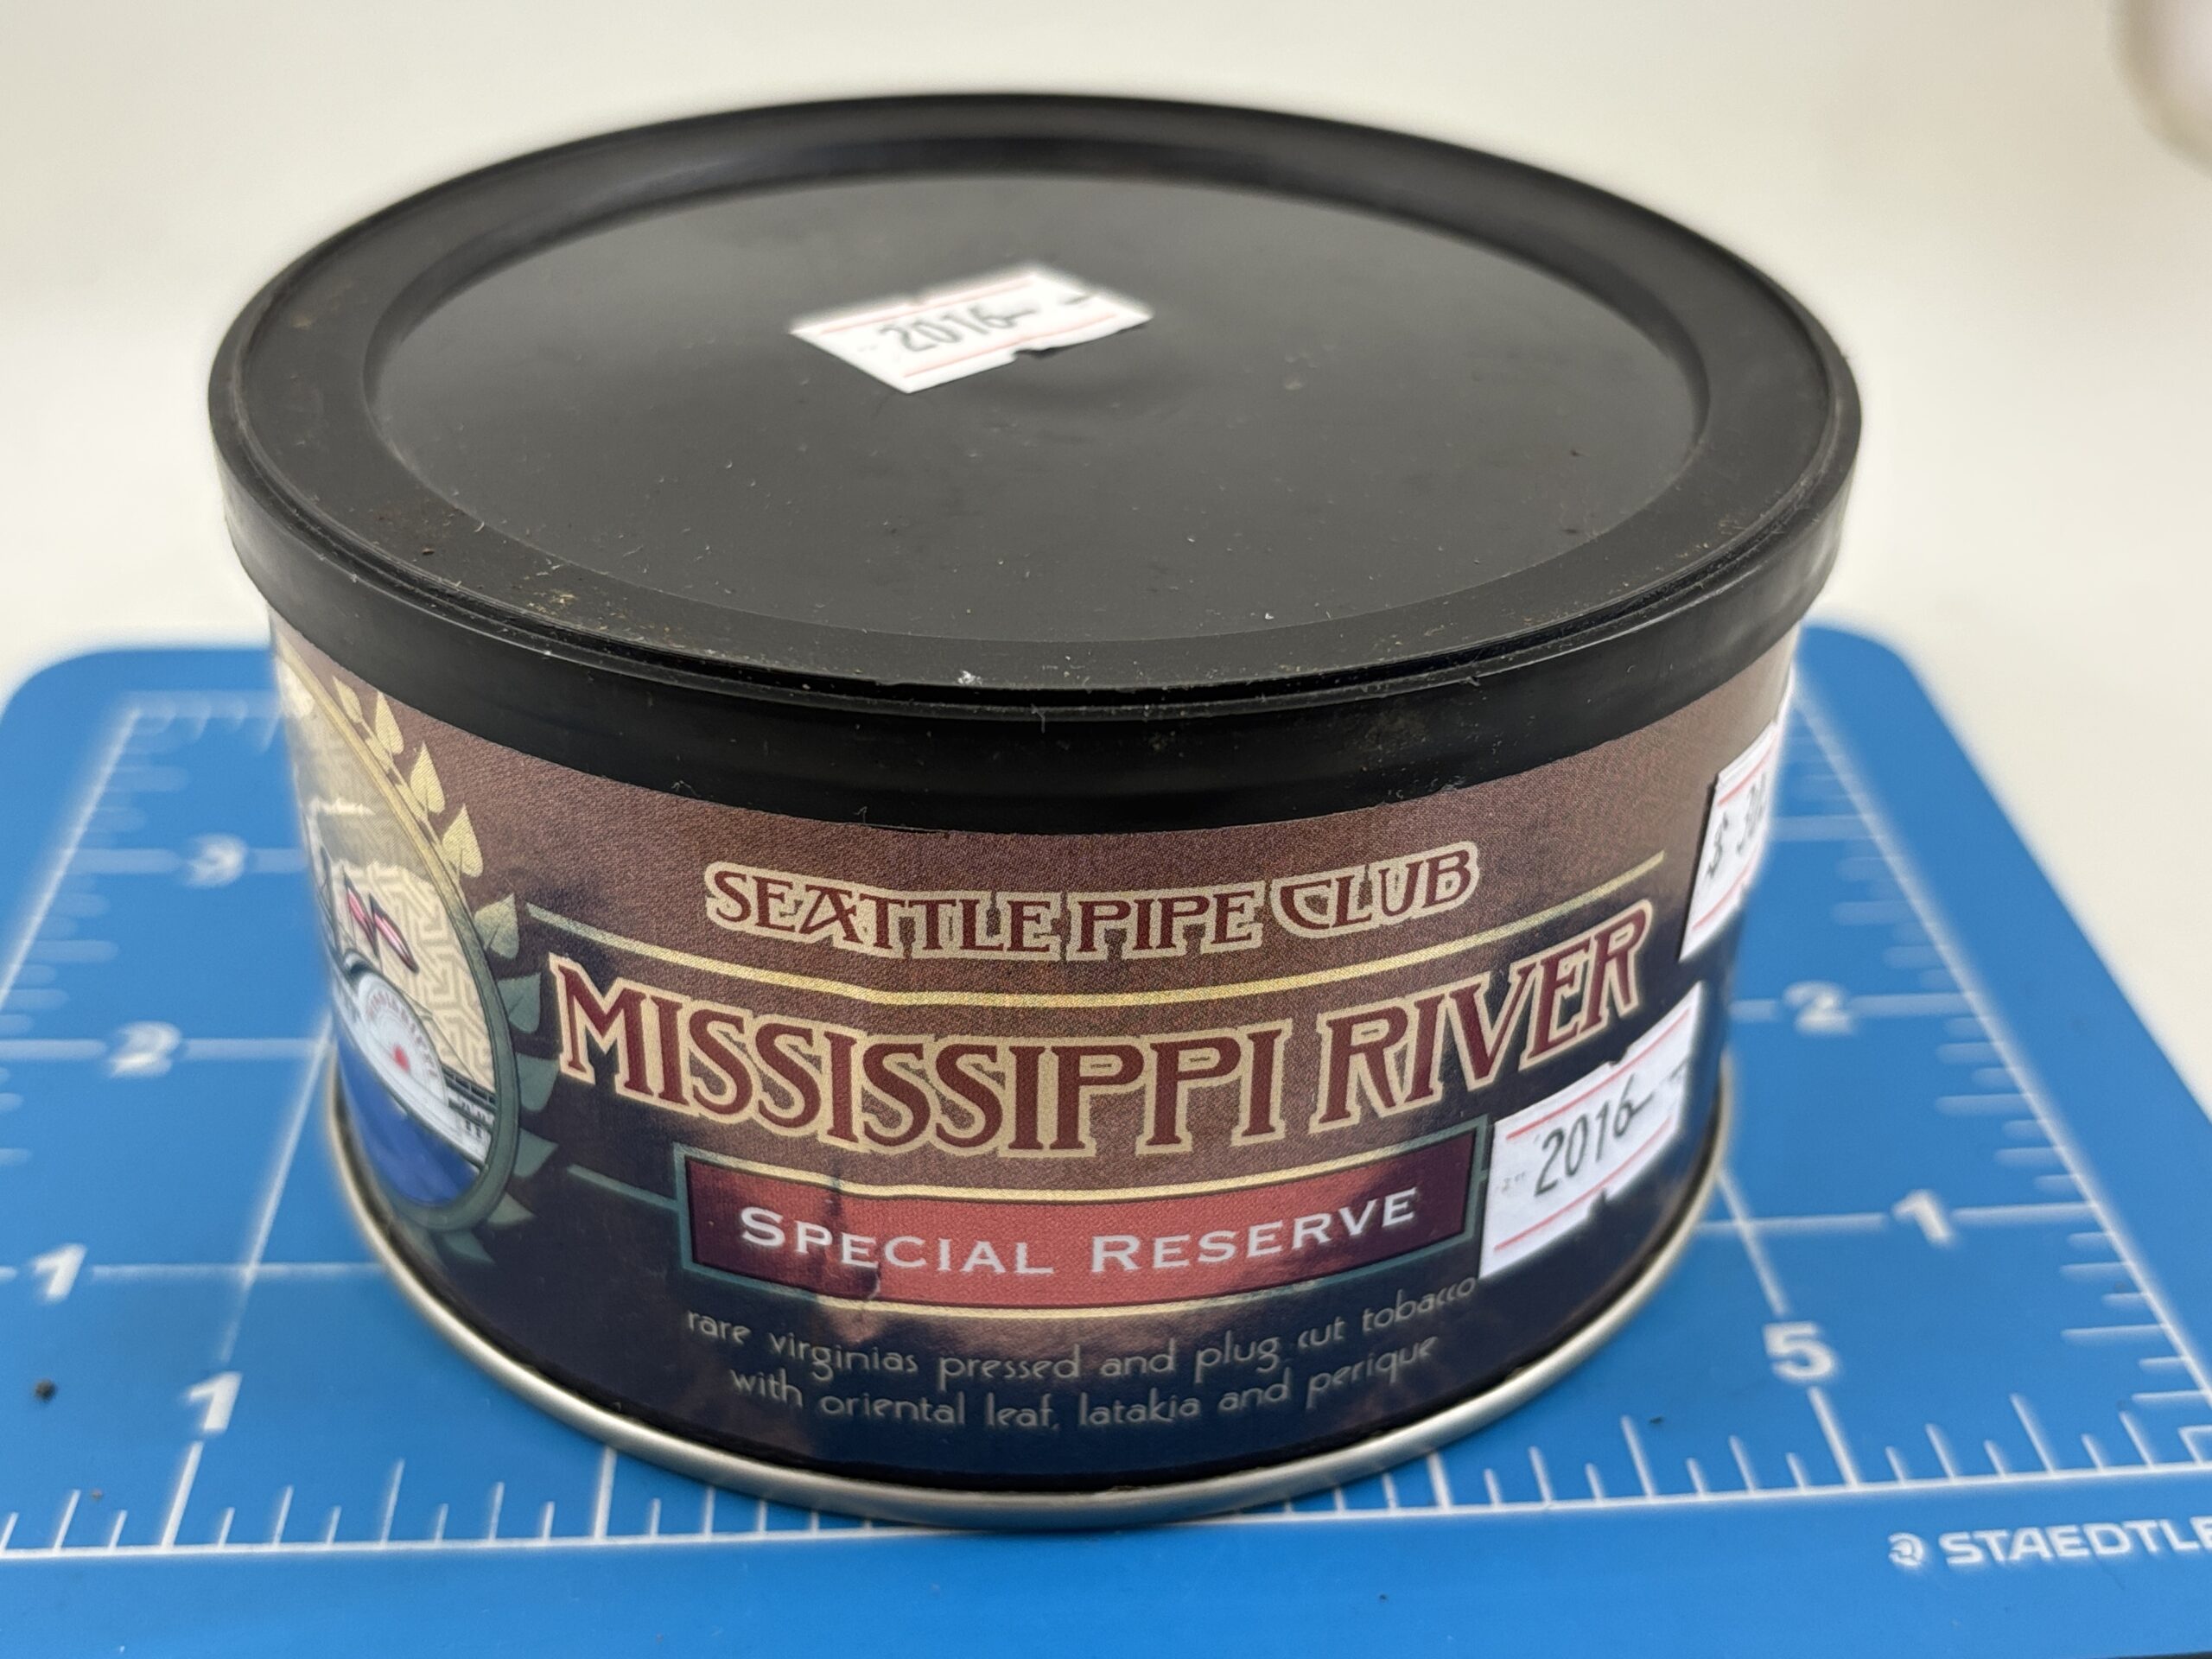 2016
SEATTLE PIPE CLUB
MISSISSIPPI RIVER
SPECIAL RESERVE
rare virginias pressed and plug cut tobacco
with oriental leaf, latakia and perique
$
2016
3
2
1
1
2
1
5
STAEDTLE